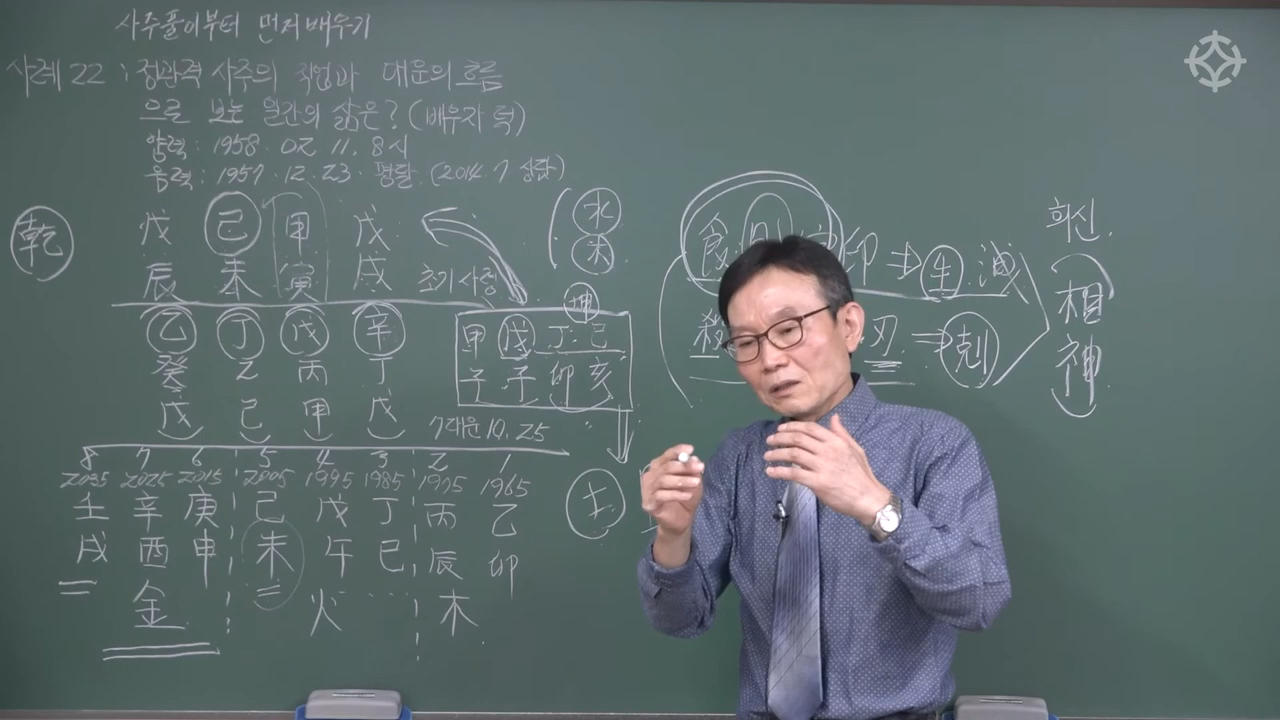 사주풀이부터 먼저배우기
사례 22 : 정관격 사주의 직업과 대운의 흐름
으로 보는 일간의 삶은? (배우자 덕)
양력 : 1958. 02. 11. 8시
음력 : 1957. 12. 23. 평달 (2014. 7 상담)
乾
戊 己 甲 戊
辰 未 寅 戌
초기사정
乙 丁 戊 辛
癸 乙 丙 丁
戊 己 甲 戊
7대운 10. 25
8 7 6 5 4 3 2 1
2035 2025 2015 2005 1995 1985 1975 1965
壬 辛 庚 己 戊 丁 丙 乙
戌 酉 申 未 午 巳 辰 卯
金 火 木
水
木
坤
甲 戊 丁 己
子 子 卯 亥
土
食 印 ⇒ 生 洩
殺 刃 ⇒ 剋
희신
相
神